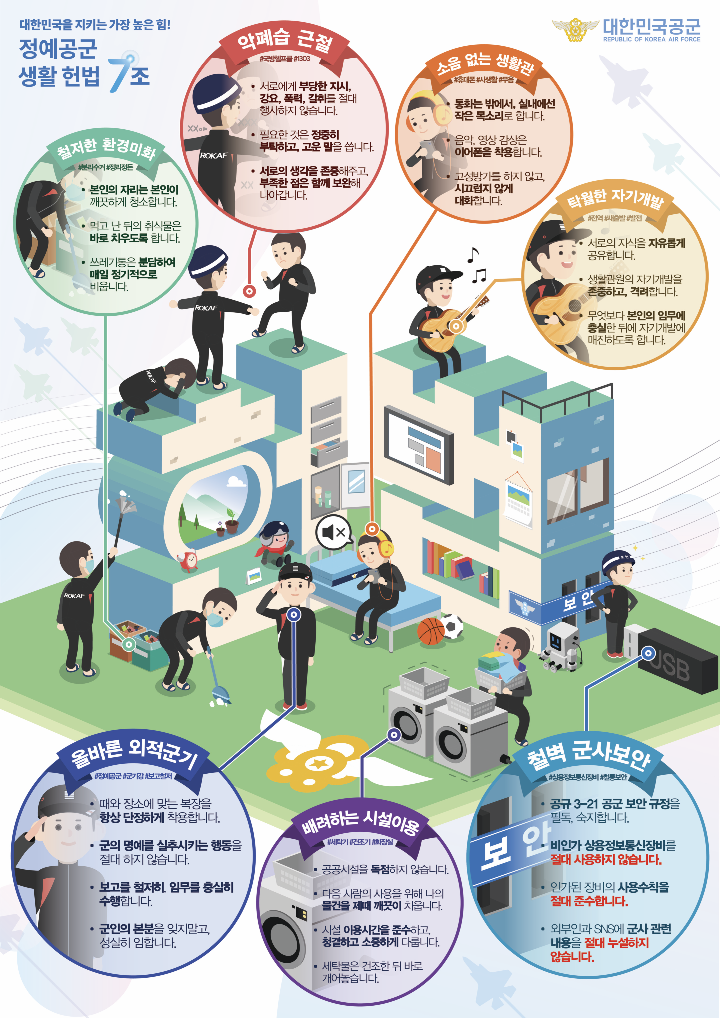 대한민국을 지키는 가장 높은 힘!
정예공군
생활 헌법 7조
대한민국공군
REPUBLIC OF KOREA AIR FORCE
악폐습 근절
#국방헬프콜 #1303
• 서로에게 부당한 지시,
강요, 폭력, 갈취를 절대
행사하지 않습니다.
• 필요한 것은 정중히
부탁하고, 고운 말을 씁니다.
• 서로의 생각을 존중해주고,
부족한 점은 함께 보완해
나아갑니다.
ROKAF
소음 없는 생활관
#휴대폰 #사생활 #무음
• 통화는 밖에서, 실내에선
작은 목소리로 합니다.
• 음악, 영상 감상은
이어폰을 착용합니다.
• 고성방가를 하지 않고,
시끄럽지 않게
대화합니다.
철저한 환경미화
#분리수거 #정리정돈
• 본인의 자리는 본인이
깨끗하게 청소합니다.
• 먹고 난 뒤의 취식물은
바로 치우도록 합니다.
• 쓰레기통은 분담하여
매일 정기적으로
비웁니다.
탁월한 자기개발
#전역 #새출발 #발전
• 서로의 지식을 자유롭게
공유합니다.
• 생활관원의 자기개발을
존중하고, 격려합니다.
• 무엇보다 본인의 임무에
충실한 뒤에 자기개발에
매진하도록 합니다.
ROKAF
ROKAF
ROKAF
보안
USB
올바른 외적군기
#정예공군 #군기강 #보고철저
• 때와 장소에 맞는 복장을
항상 단정하게 착용합니다.
• 군의 명예를 실추시키는 행동을
절대 하지 않습니다.
• 보고를 철저히, 임무를 충실히
수행합니다.
• 군인의 본분을 잊지말고,
성실히 임합니다.
배려하는 시설이용
#세탁기 #건조기 #화장실
• 공공시설을 독점하지 않습니다.
• 다음 사람의 사용을 위해 나의
물건을 제때 깨끗이 치웁니다.
• 시설 이용시간을 준수하고,
청결하고 소중하게 다룹니다.
• 세탁물은 건조한 뒤 바로
개어놓습니다.
철벽 군사보안
#상용정보통신장비 #철통보안
보안
• 공규 3-21 공군 보안 규정을
필독, 숙지합니다.
• 비인가 상용정보통신장비를
절대 사용하지 않습니다.
• 인가된 장비의 사용수칙을
절대 준수합니다.
• 외부인과 SNS에 군사 관련
내용을 절대 누설하지
않습니다.